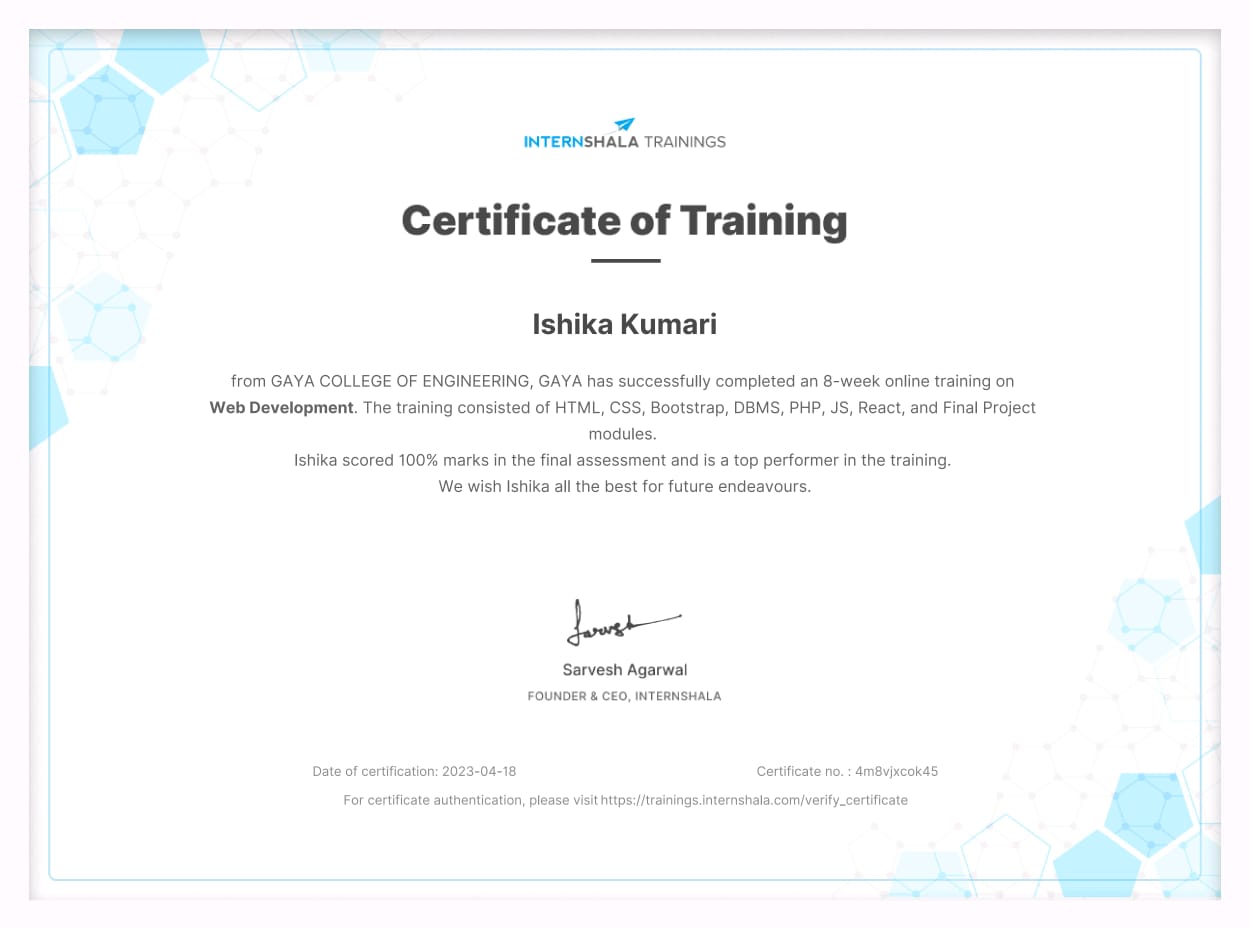 INTERNSHALA TRAININGS
Certificate of Training
Ishika Kumari
from GAYA COLLEGE OF ENGINEERING, GAYA has successfully completed an 8-week online training on
Web Development. The training consisted of HTML, CSS, Bootstrap, DBMS, PHP, JS, React, and Final Project
modules.
Ishika scored 100% marks in the final assessment and is a top performer in the training.
We wish Ishika all the best for future endeavours.
Sarvesh
Sarvesh Agarwal
FOUNDER & CEO, INTERNSHALA
Date of certification: 2023-04-18
Certificate no. : 4m8vjxcok45
For certificate authentication, please visit https://trainings.internshala.com/verify_certificate